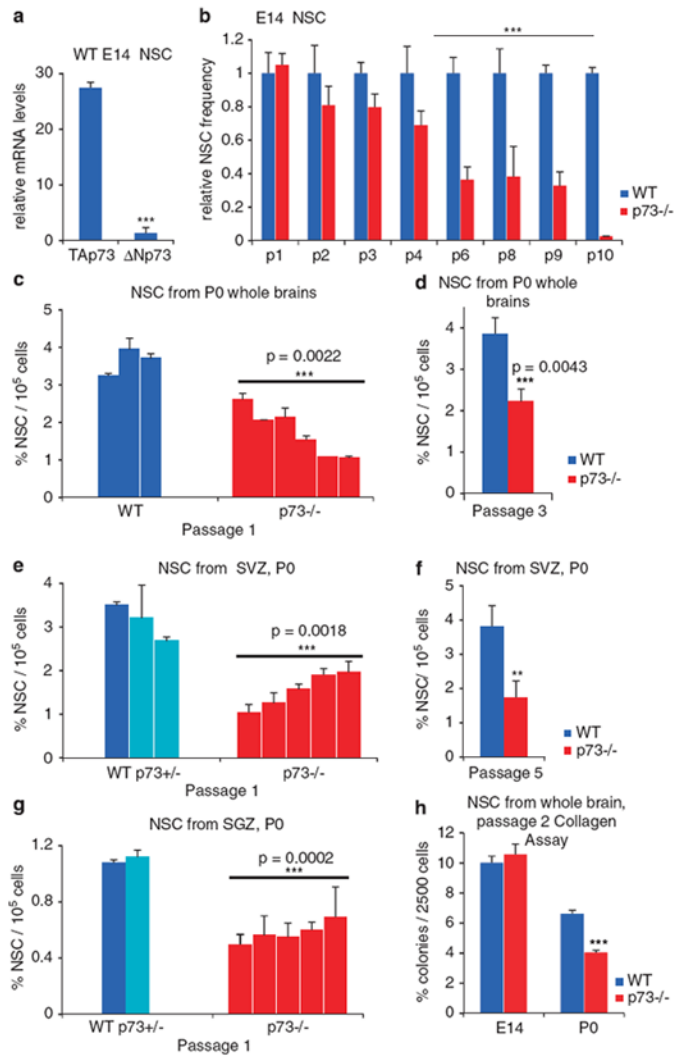 a
WT E14 NSC
relative mRNA levels
30
20
10
0
***
TAp73 ΔNp73
b
E14 NSC
***
relative NSC frequency
1.2
1
0.8
0.6
0.4
0.2
0
p1 p2 p3 p4 p6 p8 p9 p10
WT
p73-/-
c
NSC from P0 whole brains
% NSC / 10⁵ cells
5
4
3
2
1
0
p = 0.0022
***
WT p73-/-
Passage 1
d
NSC from P0 whole
brains
% NSC / 10⁵ cells
4
3
2
1
0
p = 0.0043
***
WT
p73-/-
Passage 3
e
NSC from SVZ, P0
% NSC / 10⁵ cells
4
3
2
1
0
p = 0.0018
***
WT p73+/- p73-/-
Passage 1
f
NSC from SVZ, P0
% NSC/ 10⁵ cells
5
4
3
2
1
0
**
WT
p73-/-
Passage 5
g
NSC from SGZ, P0
% NSC / 10⁵ cells
1.2
0.8
0.4
0
p = 0.0002
***
WT p73+/- p73-/-
Passage 1
h
NSC from whole brain,
passage 2 Collagen
Assay
% colonies / 2500 cells
12
10
8
6
4
2
0
***
WT
p73-/-
E14 P0